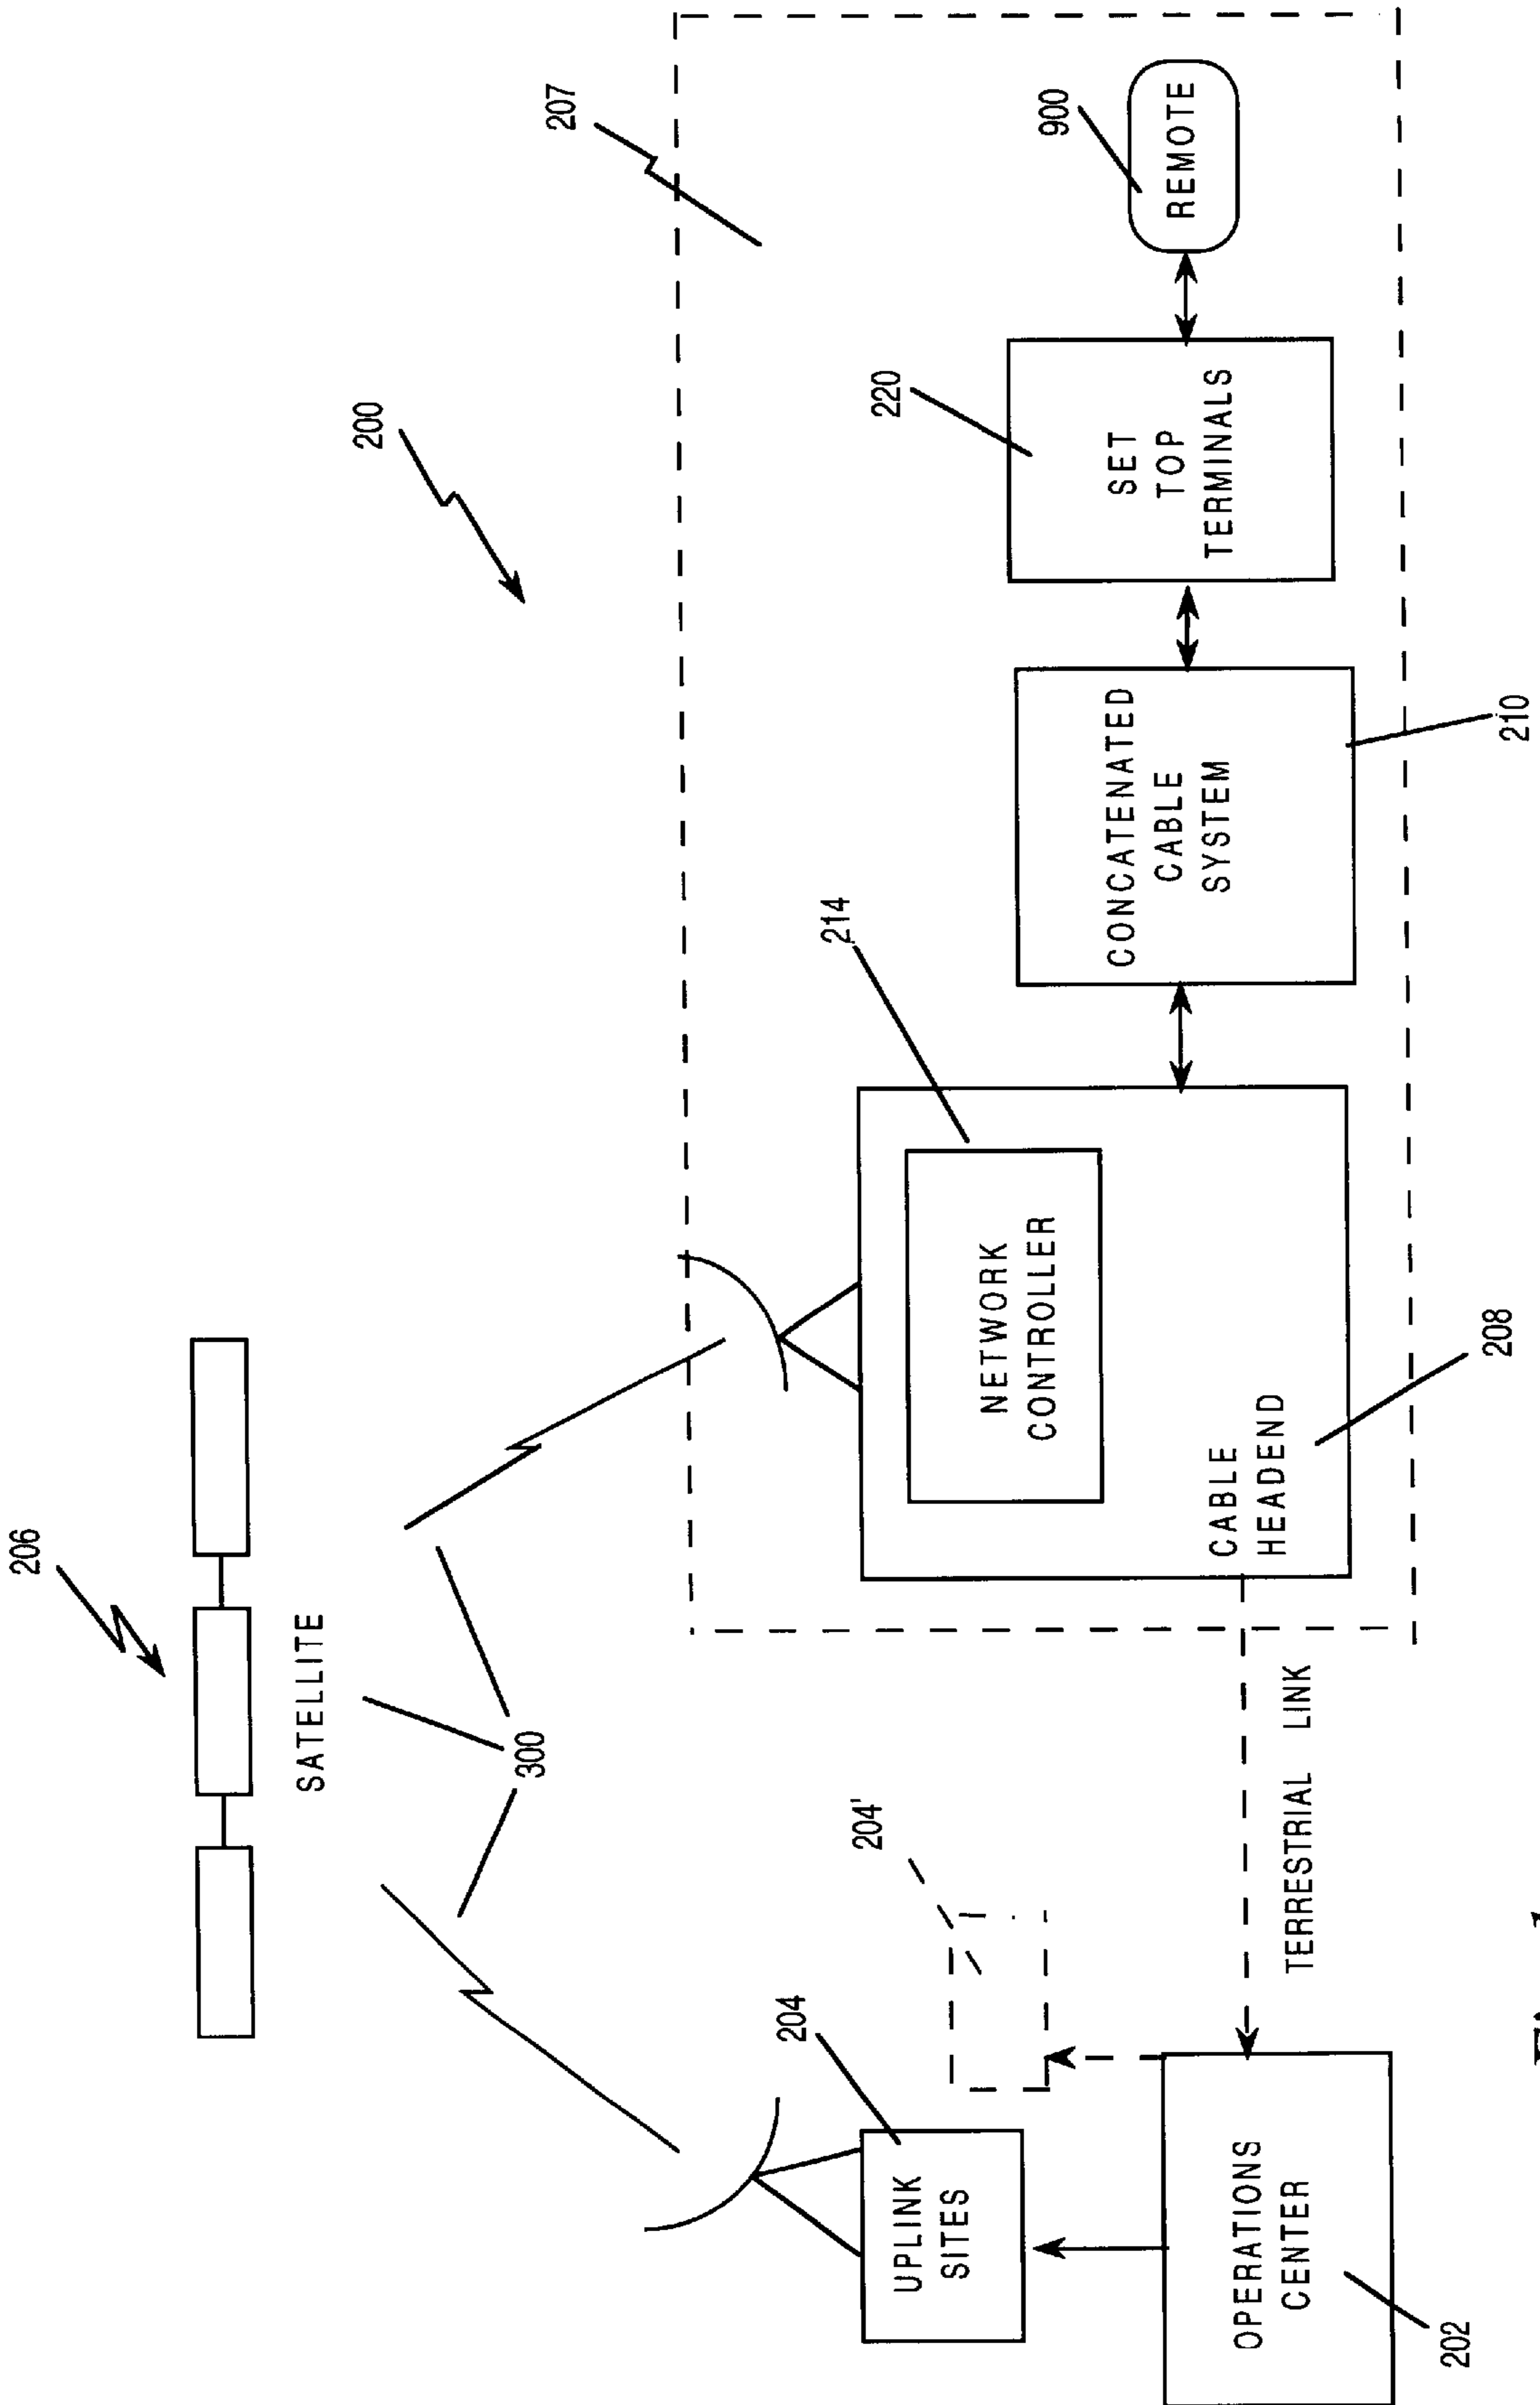 206
SATELLITE
200
207
300
204'
204
214
220
900
UPLINK
SITES
NETWORK
CONTROLLER
CONCATENATED
CABLE
SYSTEM
SET
TOP
TERMINALS
REMOTE
CABLE
HEADEND
OPERATIONS
CENTER
TERRESTRIAL LINK
202
208
210